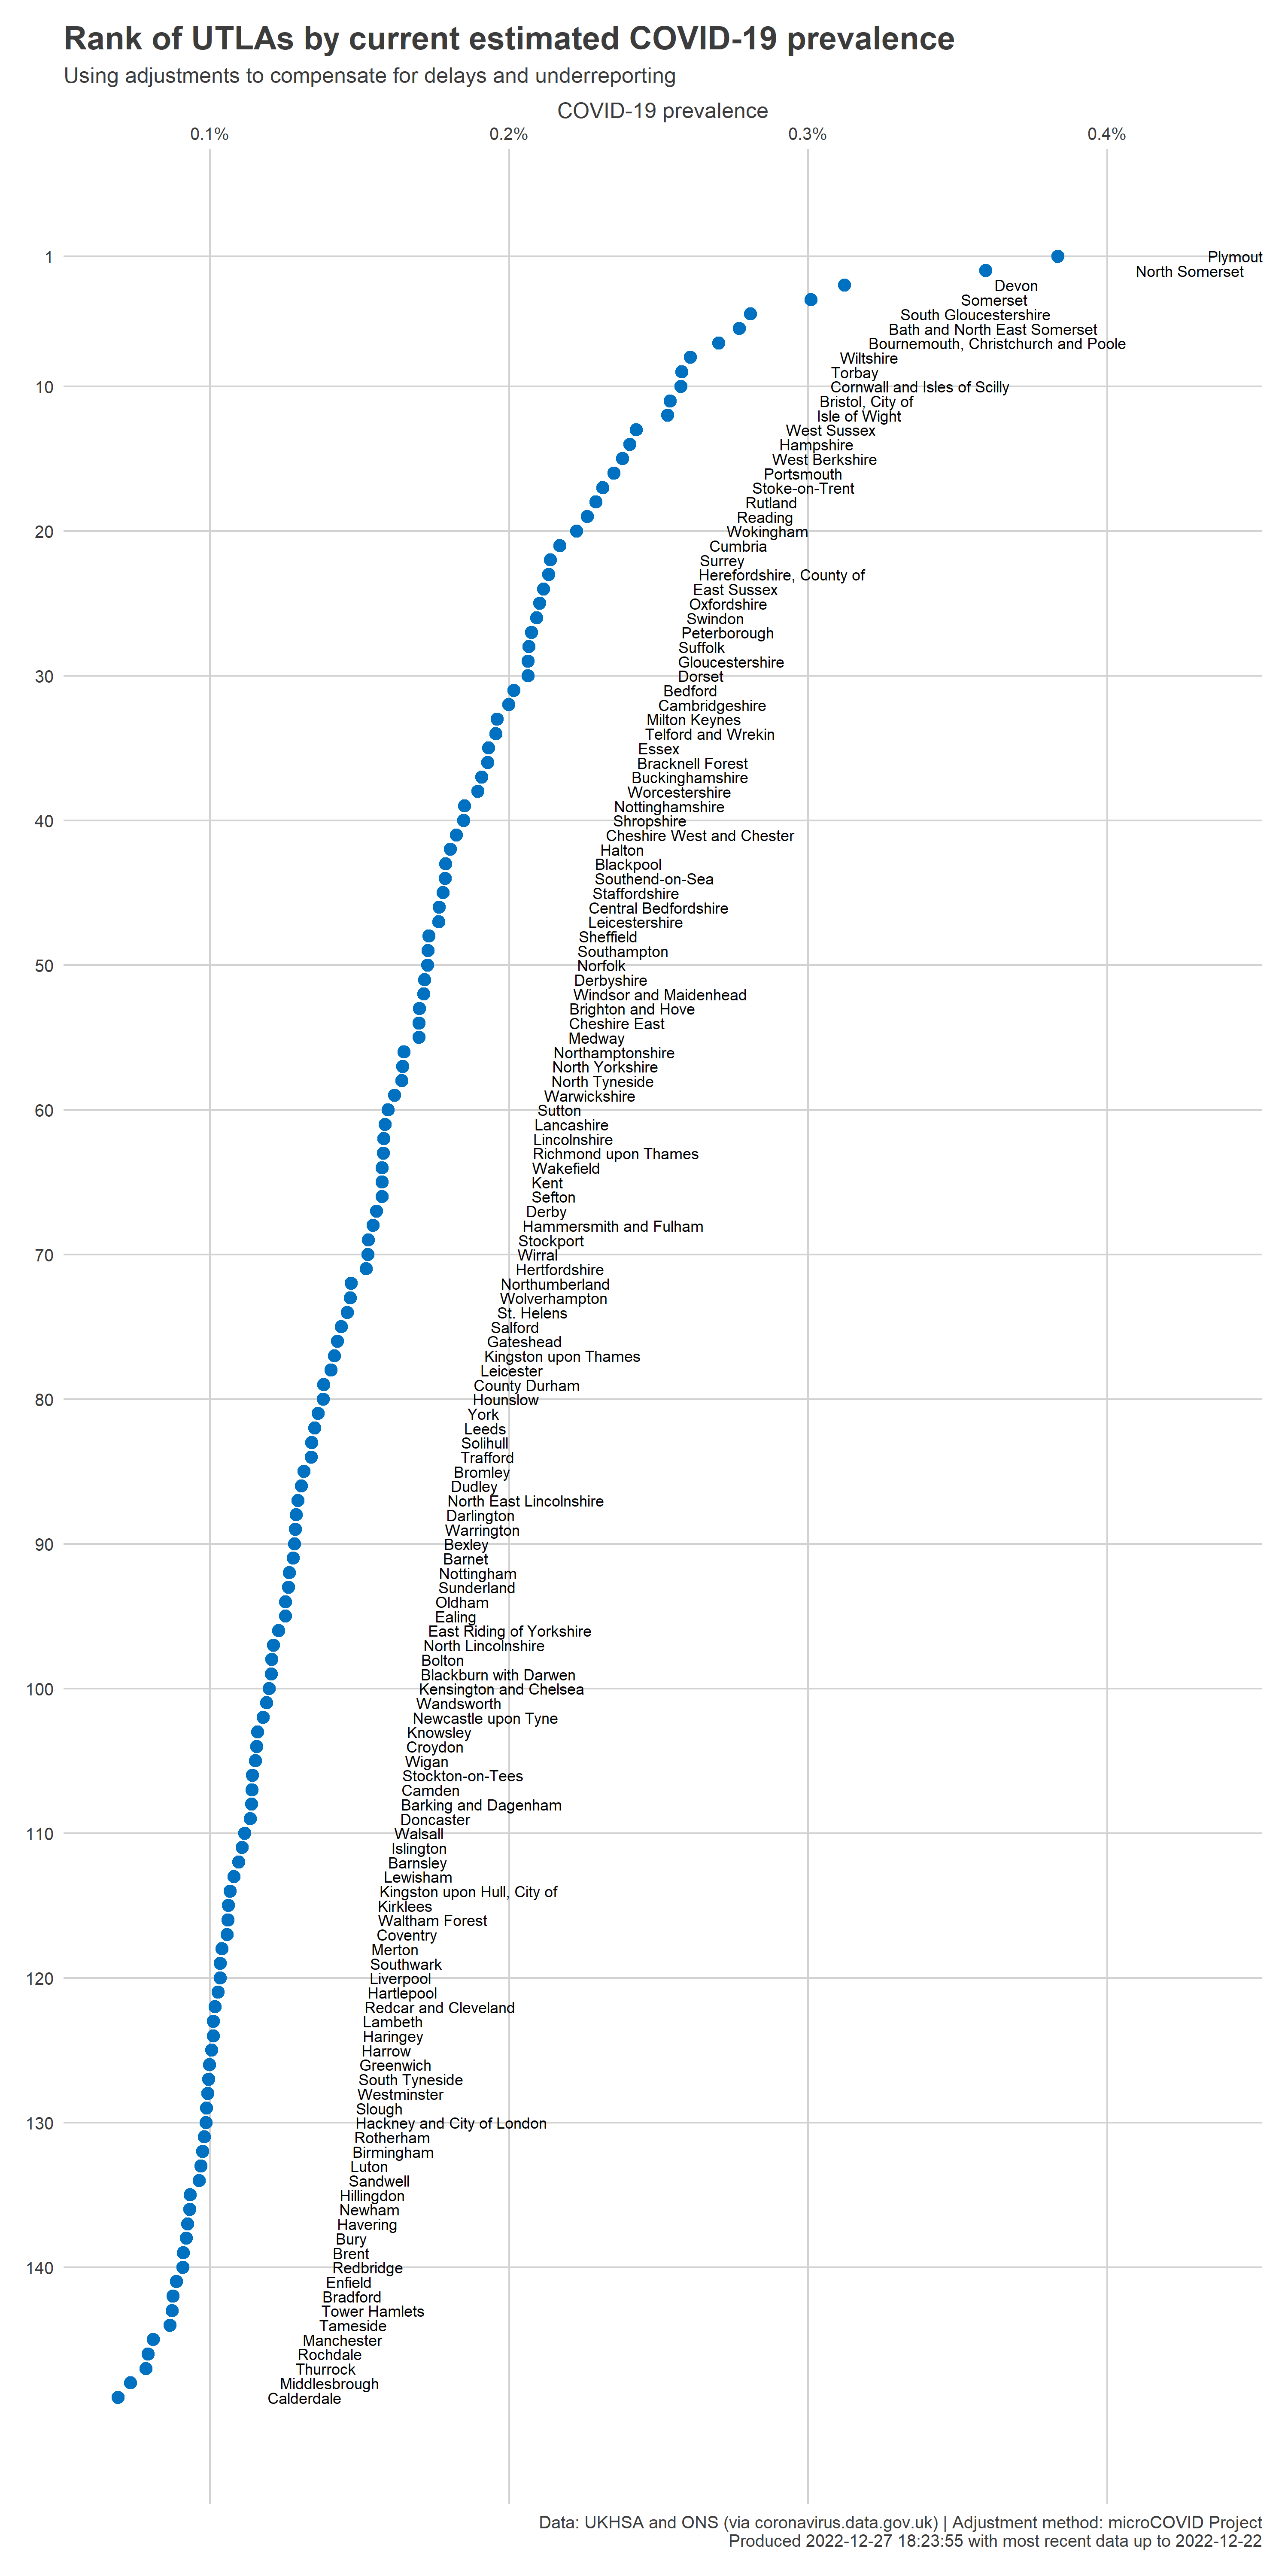 Rank of UTLAs by current estimated COVID-19 prevalence
Using adjustments to compensate for delays and underreporting
COVID-19 prevalence
0.1% 0.2% 0.3% 0.4%
1 Plymout
North Somerset
Devon
Somerset
South Gloucestershire
Bath and North East Somerset
Bournemouth, Christchurch and Poole
Wiltshire
Torbay
10 Cornwall and Isles of Scilly
Bristol, City of
Isle of Wight
West Sussex
Hampshire
West Berkshire
Portsmouth
Stoke-on-Trent
Rutland
Reading
20 Wokingham
Cumbria
Surrey
Herefordshire, County of
East Sussex
Oxfordshire
Swindon
Peterborough
Suffolk
Gloucestershire
30 Dorset
Bedford
Cambridgeshire
Milton Keynes
Telford and Wrekin
Essex
Bracknell Forest
Buckinghamshire
Worcestershire
Nottinghamshire
40 Shropshire
Cheshire West and Chester
Halton
Blackpool
Southend-on-Sea
Staffordshire
Central Bedfordshire
Leicestershire
Sheffield
Southampton
50 Norfolk
Derbyshire
Windsor and Maidenhead
Brighton and Hove
Cheshire East
Medway
Northamptonshire
North Yorkshire
North Tyneside
Warwickshire
60 Sutton
Lancashire
Lincolnshire
Richmond upon Thames
Wakefield
Kent
Sefton
Derby
Hammersmith and Fulham
Stockport
70 Wirral
Hertfordshire
Northumberland
Wolverhampton
St. Helens
Salford
Gateshead
Kingston upon Thames
Leicester
County Durham
80 Hounslow
York
Leeds
Solihull
Trafford
Bromley
Dudley
North East Lincolnshire
Darlington
Warrington
90 Bexley
Barnet
Nottingham
Sunderland
Oldham
Ealing
East Riding of Yorkshire
North Lincolnshire
Bolton
Blackburn with Darwen
100 Kensington and Chelsea
Wandsworth
Newcastle upon Tyne
Knowsley
Croydon
Wigan
Stockton-on-Tees
Camden
Barking and Dagenham
Doncaster
110 Walsall
Islington
Barnsley
Lewisham
Kingston upon Hull, City of
Kirklees
Waltham Forest
Coventry
Merton
Southwark
120 Liverpool
Hartlepool
Redcar and Cleveland
Lambeth
Haringey
Harrow
Greenwich
South Tyneside
Westminster
Slough
130 Hackney and City of London
Rotherham
Birmingham
Luton
Sandwell
Hillingdon
Newham
Havering
Bury
Brent
140 Redbridge
Enfield
Bradford
Tower Hamlets
Tameside
Manchester
Rochdale
Thurrock
Middlesbrough
Calderdale
Data: UKHSA and ONS (via coronavirus.data.gov.uk) | Adjustment method: microCOVID Project
Produced 2022-12-27 18:23:55 with most recent data up to 2022-12-22